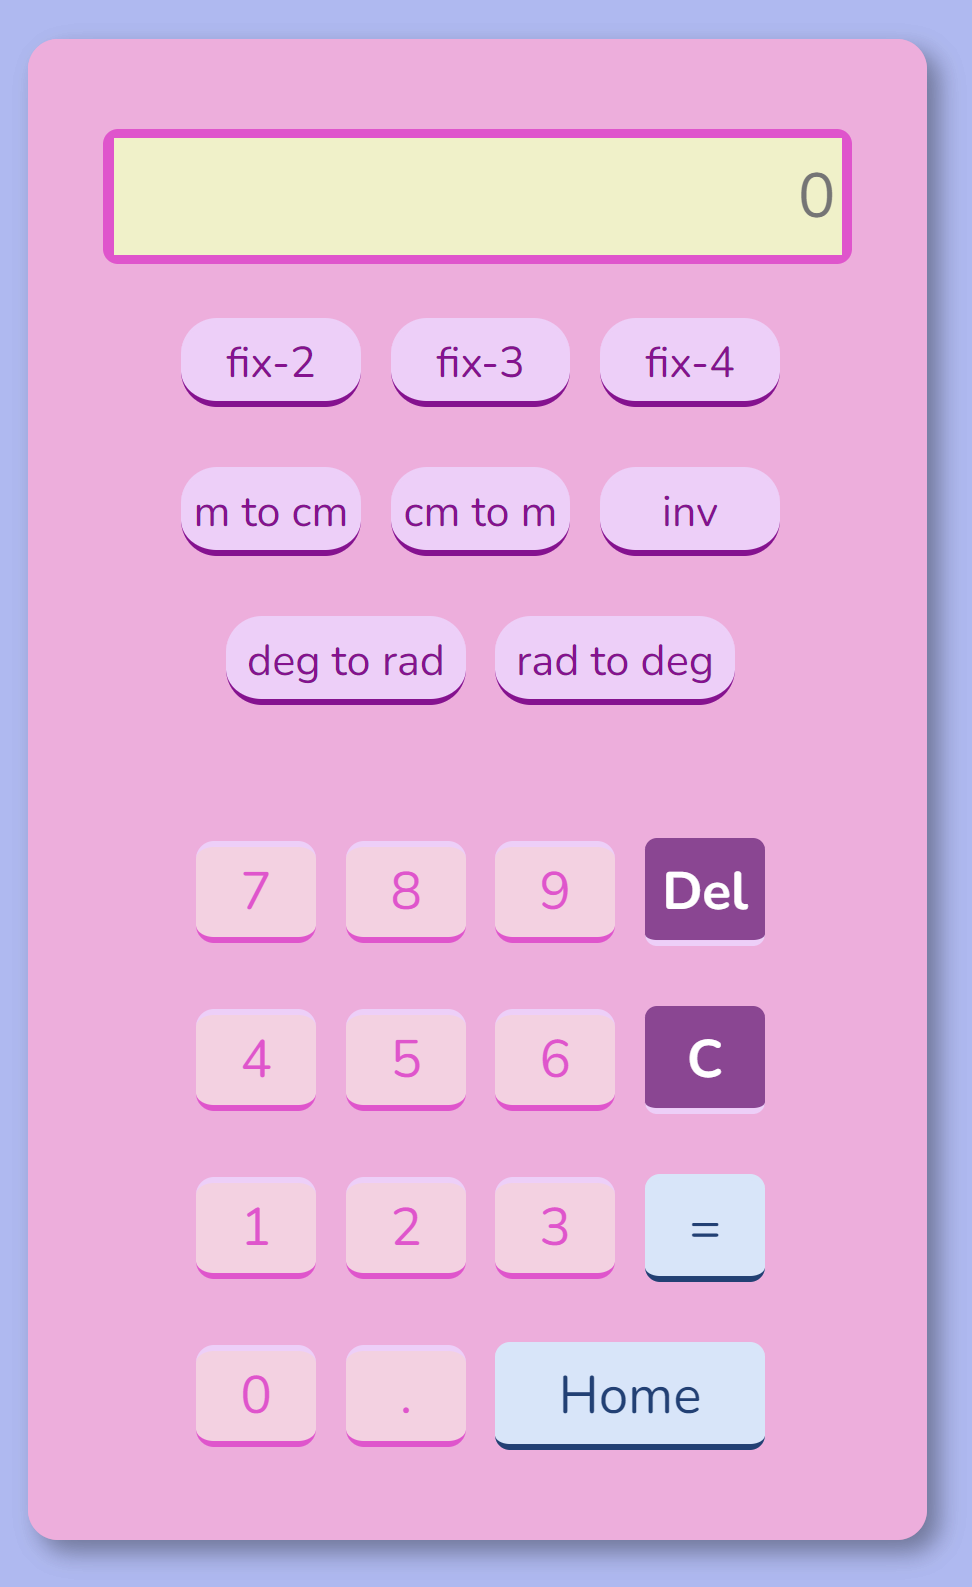 0
fix-2 fix-3 fix-4
m to cm cm to m inv
deg to rad rad to deg
7 8 9 Del
4 5 6 C
1 2 3 =
0 . Home